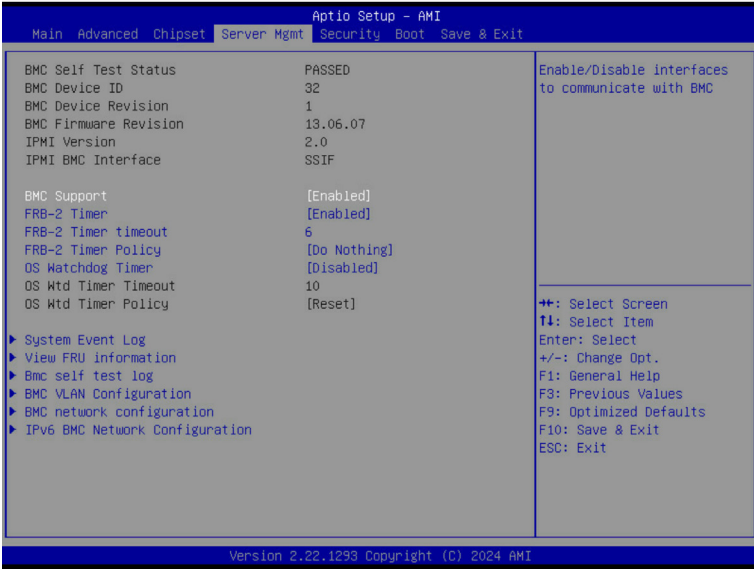 Aptio Setup - AMI
Main Advanced Chipset Server Mgmt Security Boot Save & Exit
BMC Self Test Status PASSED
BMC Device ID 32
BMC Device Revision 1
BMC Firmware Revision 13.06.07
IPMI Version 2.0
IPMI BMC Interface SSIF
BMC Support [Enabled]
FRB-2 Timer [Enabled]
FRB-2 Timer timeout 6
FRB-2 Timer Policy [Do Nothing]
OS Watchdog Timer [Disabled]
OS Wtd Timer Timeout 10
OS Wtd Timer Policy [Reset]
System Event Log
View FRU information
Bmc self test log
BMC VLAN Configuration
BMC network configuration
IPv6 BMC Network Configuration
Enable/Disable interfaces
to communicate with BMC
→←: Select Screen
↑↓: Select Item
Enter: Select
+/-: Change Opt.
F1: General Help
F3: Previous Values
F9: Optimized Defaults
F10: Save & Exit
ESC: Exit
Version 2.22.1293 Copyright (C) 2024 AMI